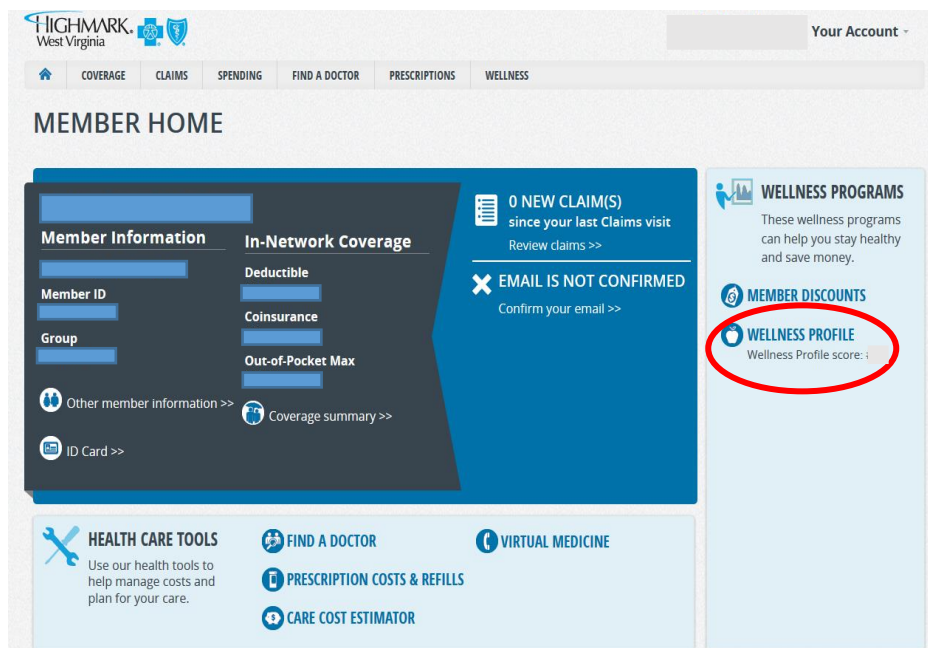 HIGHMARK®
West Virginia
Your Account
COVERAGE CLAIMS SPENDING FIND A DOCTOR PRESCRIPTIONS WELLNESS
MEMBER HOME
Member Information
Member ID
Group
Other member information >>
ID Card >>
In-Network Coverage
Deductible
Coinsurance
Out-of-Pocket Max
Coverage summary >>
0 NEW CLAIM(S)
since your last Claims visit
Review claims >>
EMAIL IS NOT CONFIRMED
Confirm your email >>
WELLNESS PROGRAMS
These wellness programs
can help you stay healthy
and save money.
MEMBER DISCOUNTS
WELLNESS PROFILE
Wellness Profile score:
HEALTH CARE TOOLS
Use our health tools to
help manage costs and
plan for your care.
FIND A DOCTOR
PRESCRIPTION COSTS & REFILLS
CARE COST ESTIMATOR
VIRTUAL MEDICINE